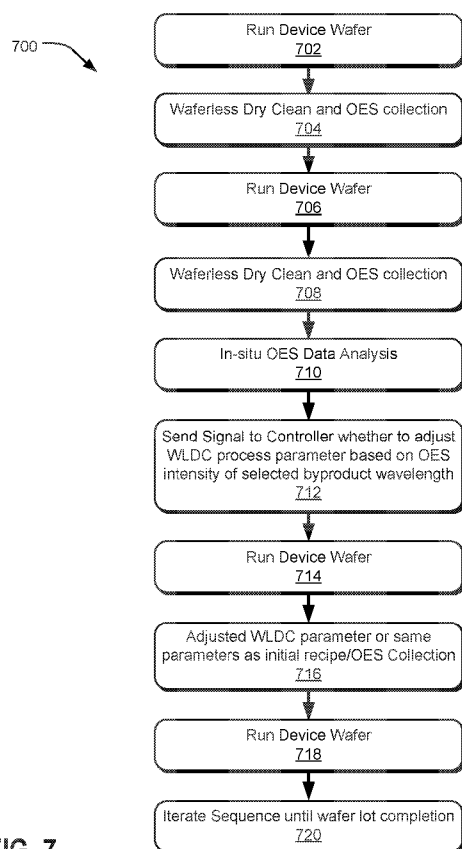 700
Run Device Wafer
702
Waferless Dry Clean and OES collection
704
Run Device Wafer
706
Waferless Dry Clean and OES collection
708
In-situ OES Data Analysis
710
Send Signal to Controller whether to adjust
WLDC process parameter based on OES
intensity of selected byproduct wavelength
712
Run Device Wafer
714
Adjusted WLDC parameter or same
parameters as initial recipe/OES Collection
716
Run Device Wafer
718
Iterate Sequence until wafer lot completion
720
FIG. 7